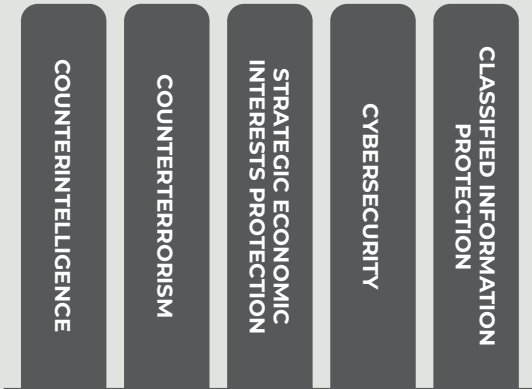 COUNTERINTELLIGENCE
COUNTERTERRORISM
STRATEGIC ECONOMIC
INTERESTS PROTECTION
CYBERSECURITY
CLASSIFIED INFORMATION
PROTECTION